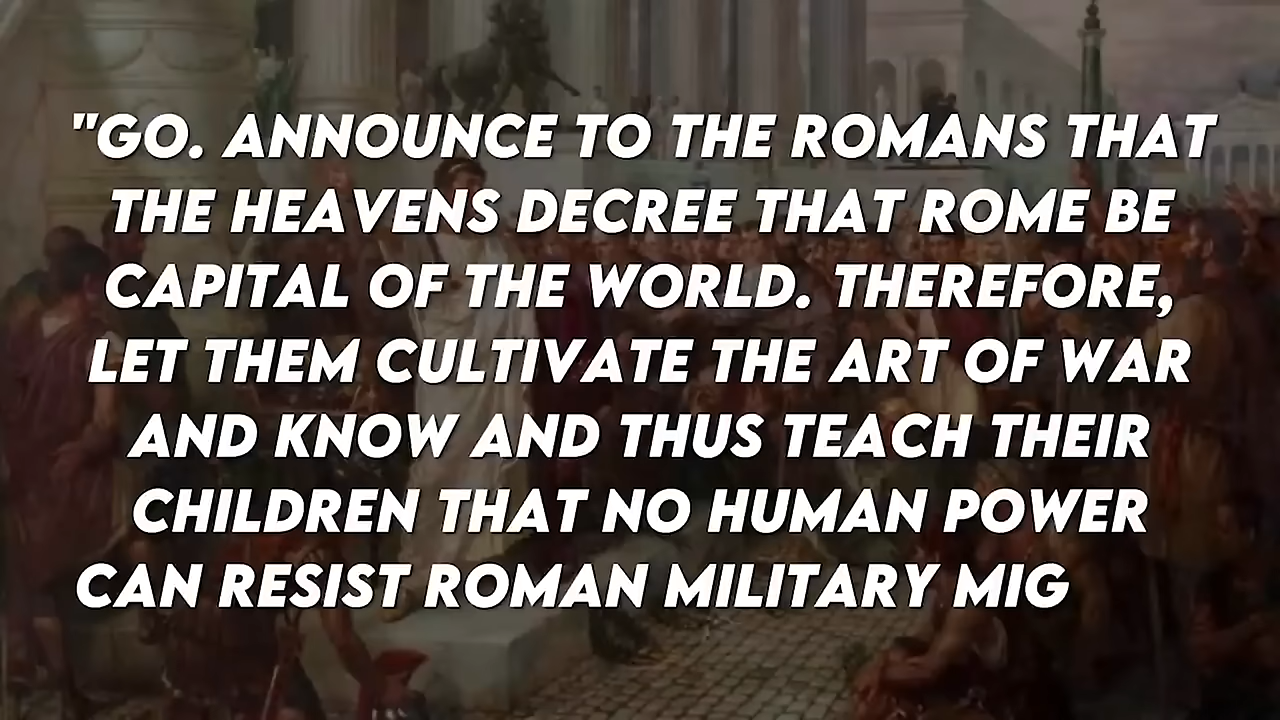 "GO. ANNOUNCE TO THE ROMANS THAT
THE HEAVENS DECREE THAT ROME BE
CAPITAL OF THE WORLD. THEREFORE,
LET THEM CULTIVATE THE ART OF WAR
AND KNOW AND THUS TEACH THEIR
CHILDREN THAT NO HUMAN POWER
CAN RESIST ROMAN MILITARY MIG